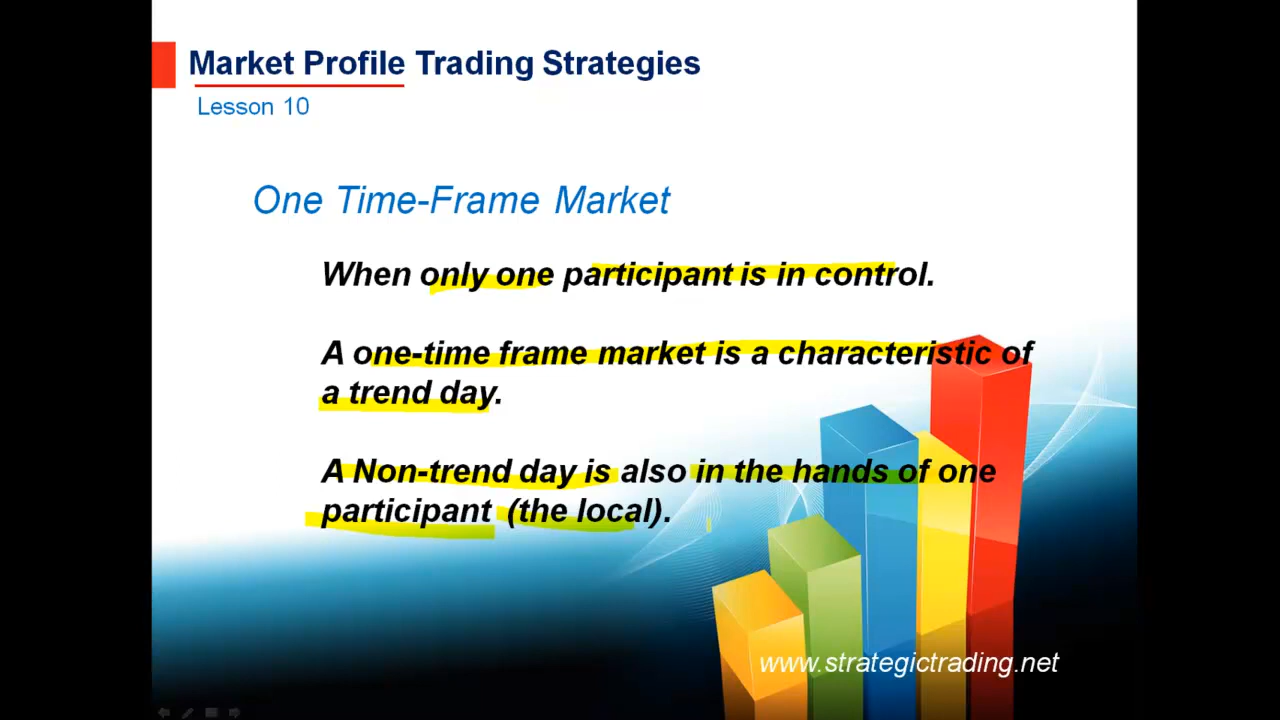 Market Profile Trading Strategies
Lesson 10
One Time-Frame Market
When only one participant is in control.
A one-time frame market is a characteristic of
a trend day.
A Non-trend day is also in the hands of one
participant (the local).
www.strategictrading.net